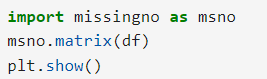 import missingno as msno
msno.matrix(df)
plt.show()